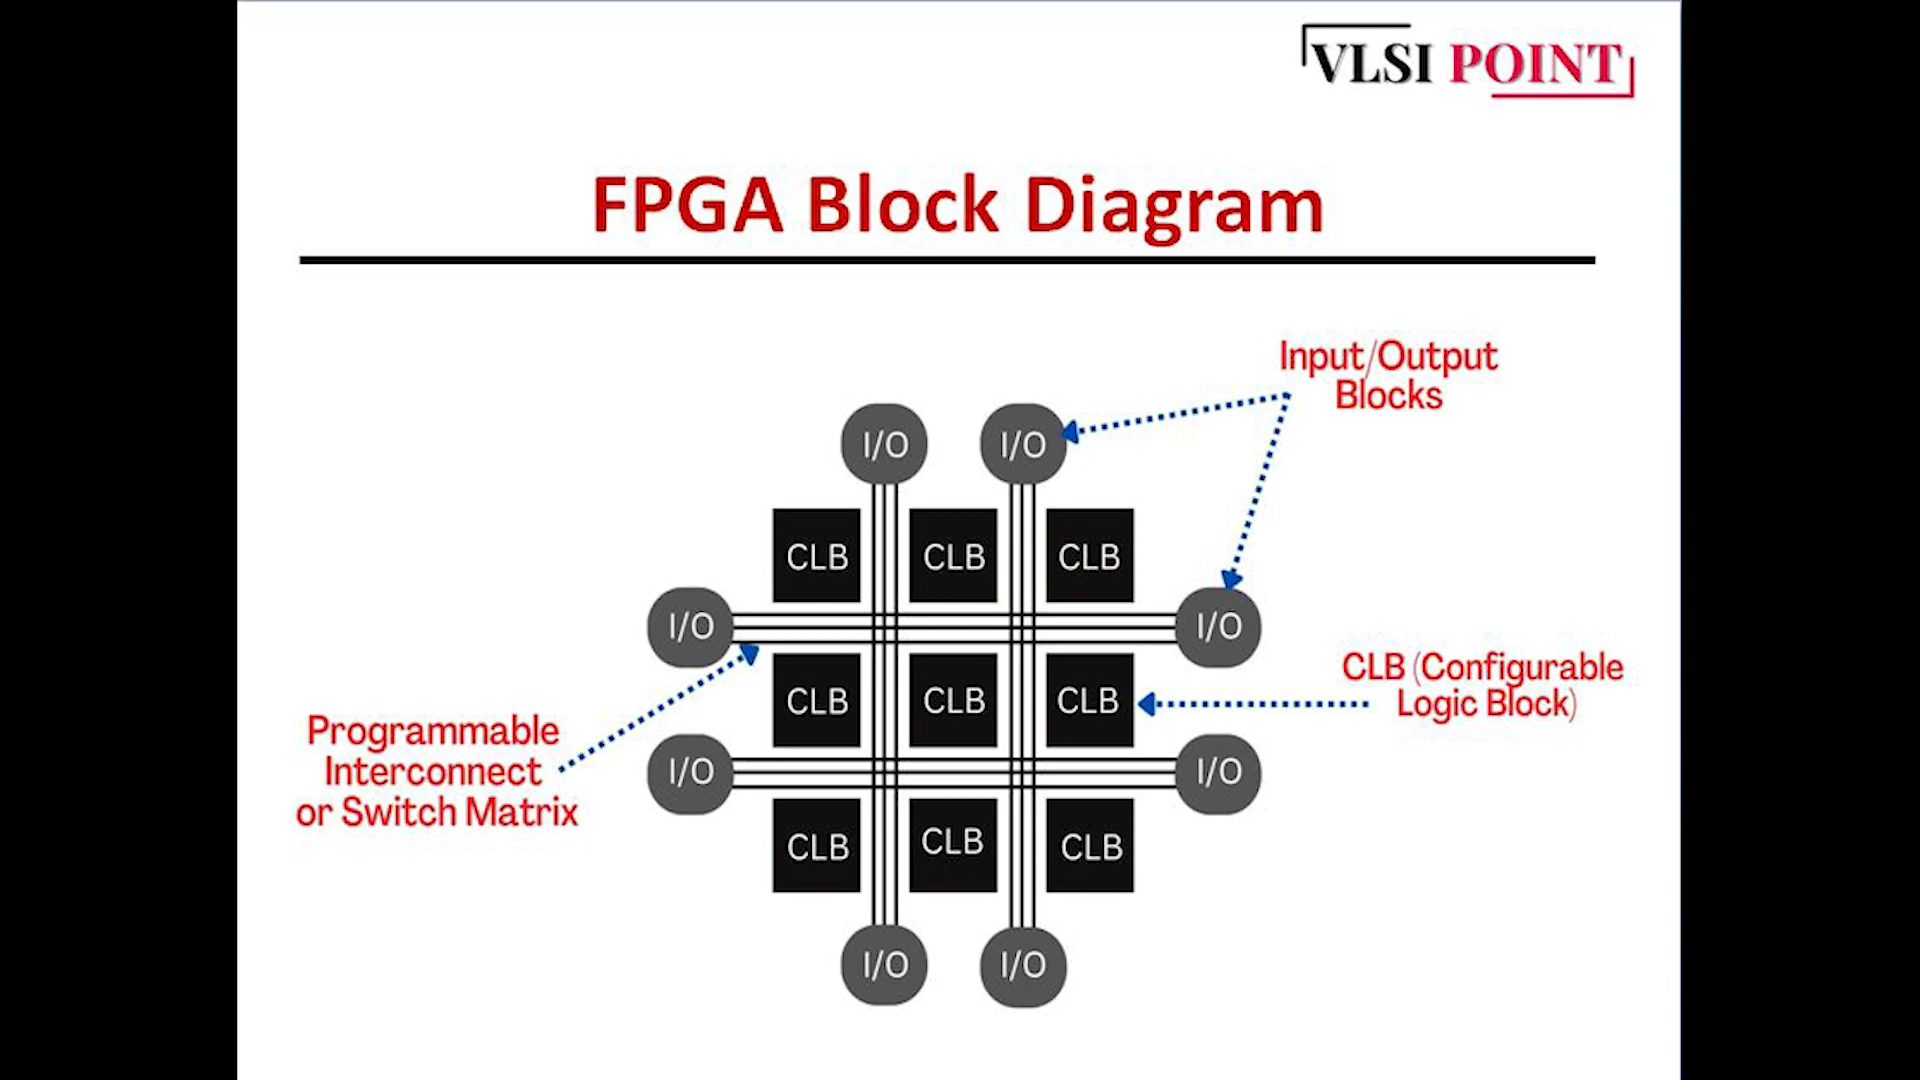 VLSI POINT
FPGA Block Diagram
Input/Output
Blocks
I/O I/O
CLB CLB CLB
I/O I/O
CLB (Configurable
Logic Block)
CLB CLB CLB
Programmable
Interconnect
or Switch Matrix
I/O I/O
CLB CLB CLB
I/O I/O